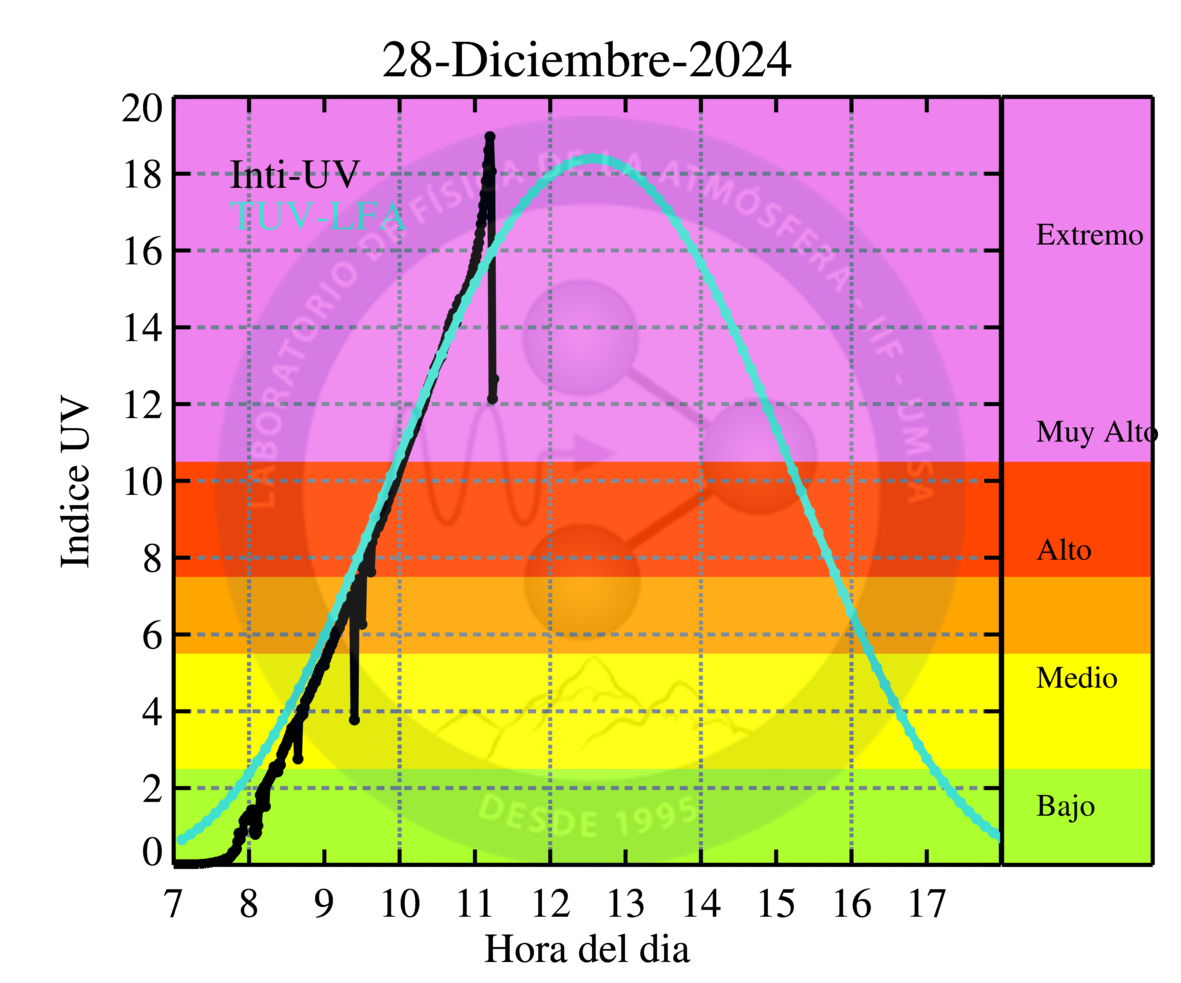 28-Diciembre-2024
Indice UV
20
18
16
14
12
10
8
6
4
2
0
Inti-UV
TUV-LFA
LABORATORIO DE FÍSICA DE LA ATMÓSFERA - IIF - UMSA
DESDE 1995
Extremo
Muy Alto
Alto
Medio
Bajo
7 8 9 10 11 12 13 14 15 16 17
Hora del dia